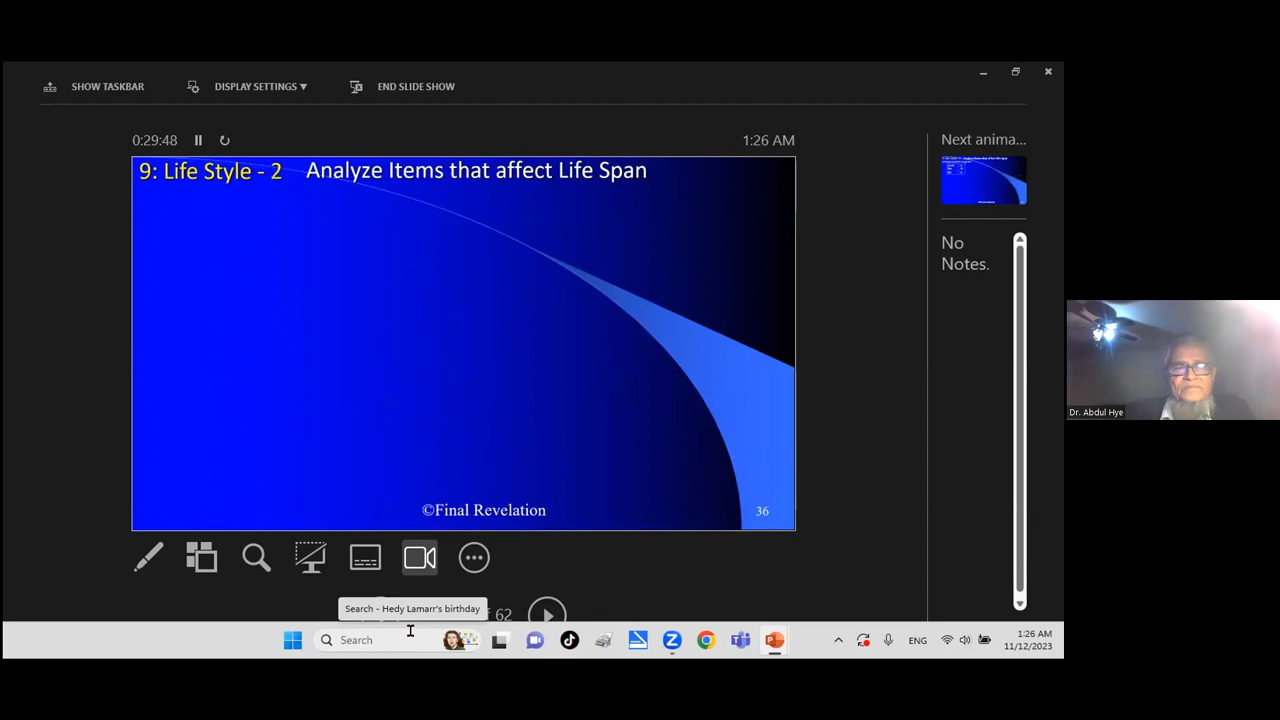 SHOW TASKBAR DISPLAY SETTINGS ▼ END SLIDE SHOW
0:29:48 1:26 AM
9: Life Style - 2 Analyze Items that affect Life Span
©Final Revelation 36
Next anima...
No
Notes.
Dr. Abdul Hye
Search - Hedy Lamarr's birthday
62
Search
ENG
1:26 AM
11/12/2023